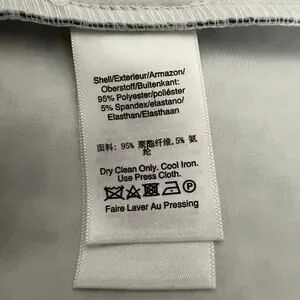 Shell/Exterieur/Armazon/
Oberstoff/Buitenkant:
95% Polyester/poliéster
5% Spandex/elastano/
Elasthan/Elasthaan
面料: 95% 聚酯纤维,5% 氨
纶
Dry Clean Only. Cool Iron.
Use Press Cloth.
Faire Laver Au Pressing